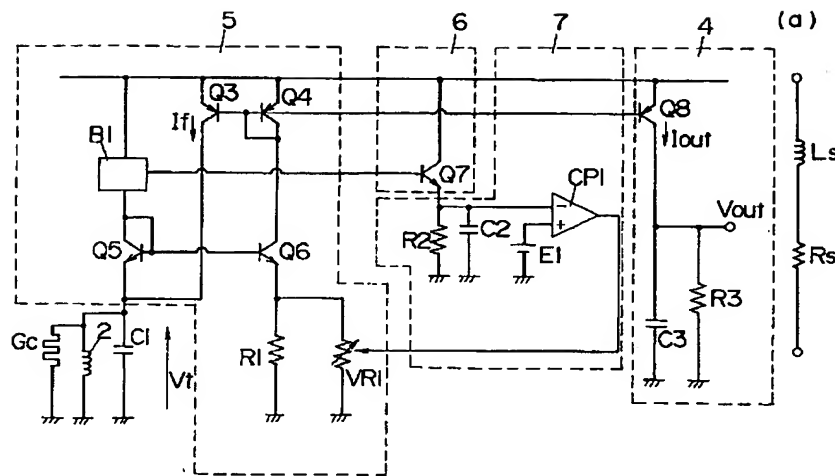 5
6
7
4
(a)
Q3
Q4
Q8
If
Iout
B1
Q7
CP1
Ls
Vout
Q5
Q6
R2
C2
E1
Rs
R3
Gc
2
C1
C3
Vt
R1
VR1